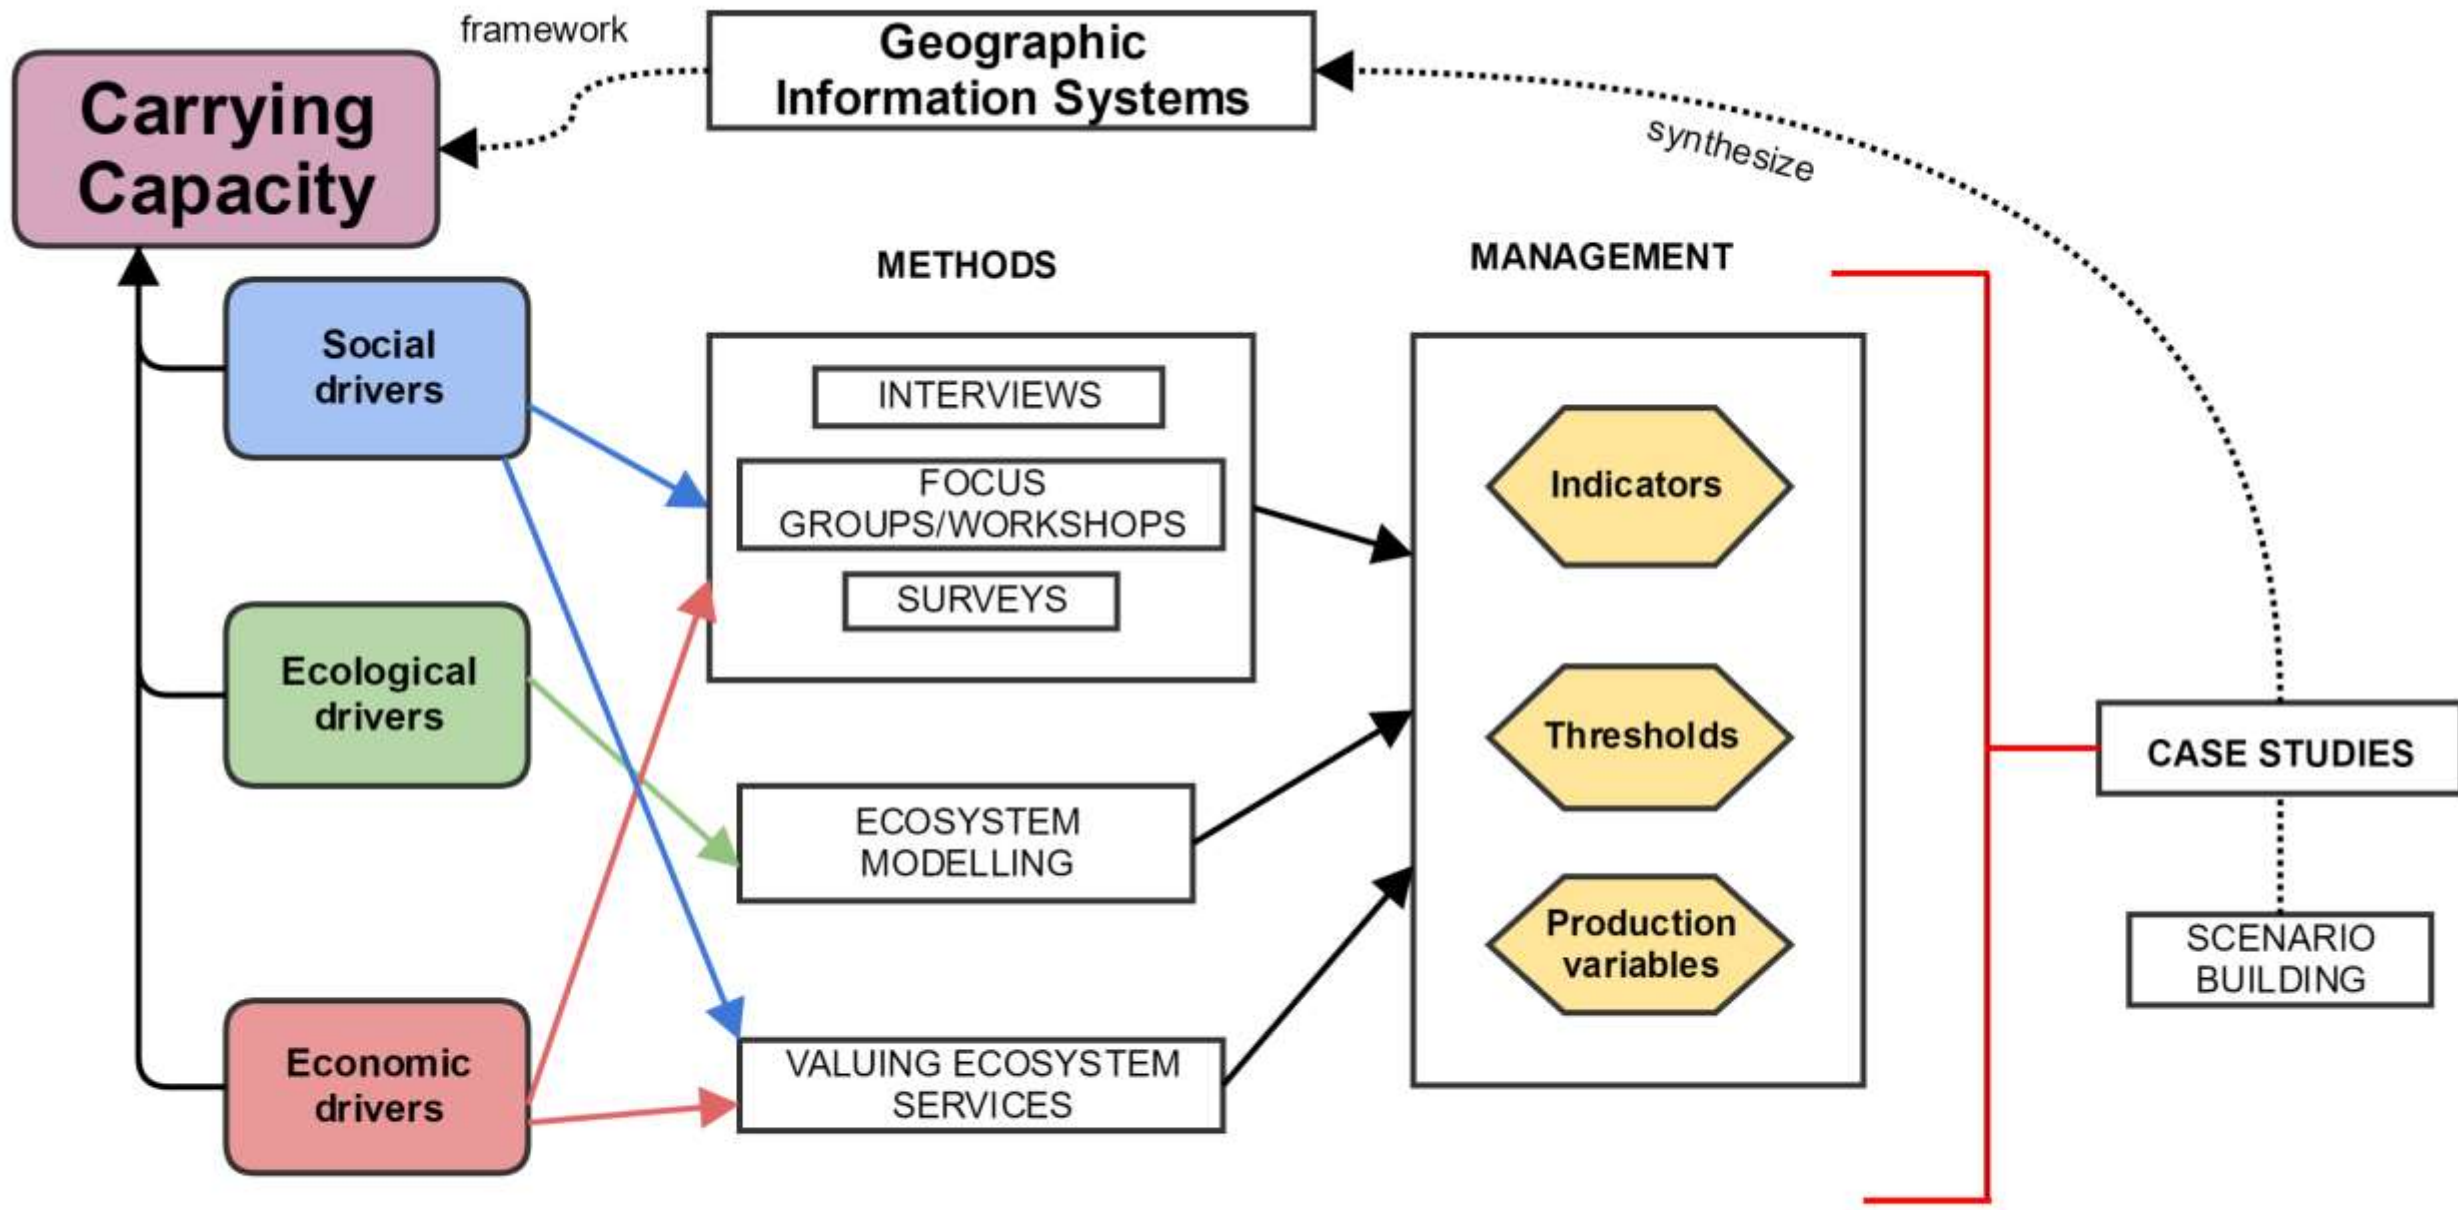 framework
Geographic
Information Systems
Carrying
Capacity
synthesize
METHODS
MANAGEMENT
Social
drivers
INTERVIEWS
FOCUS
GROUPS/WORKSHOPS
SURVEYS
Indicators
Ecological
drivers
Thresholds
CASE STUDIES
ECOSYSTEM
MODELLING
Production
variables
SCENARIO
BUILDING
Economic
drivers
VALUING ECOSYSTEM
SERVICES